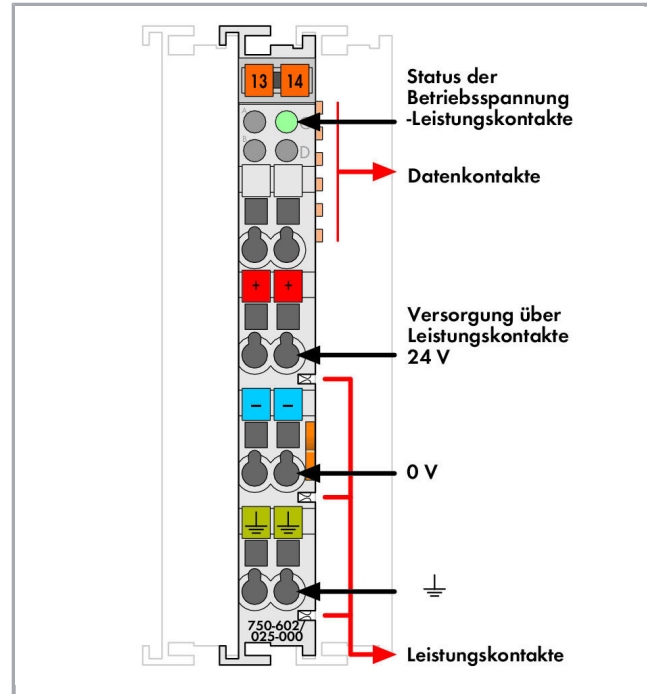 13 14
Status der
Betriebsspannung
-Leistungskontakte
A C
B D
Datenkontakte
+ +
Versorgung über
Leistungskontakte
24 V
− −
0 V
750-602/
025-000
Leistungskontakte